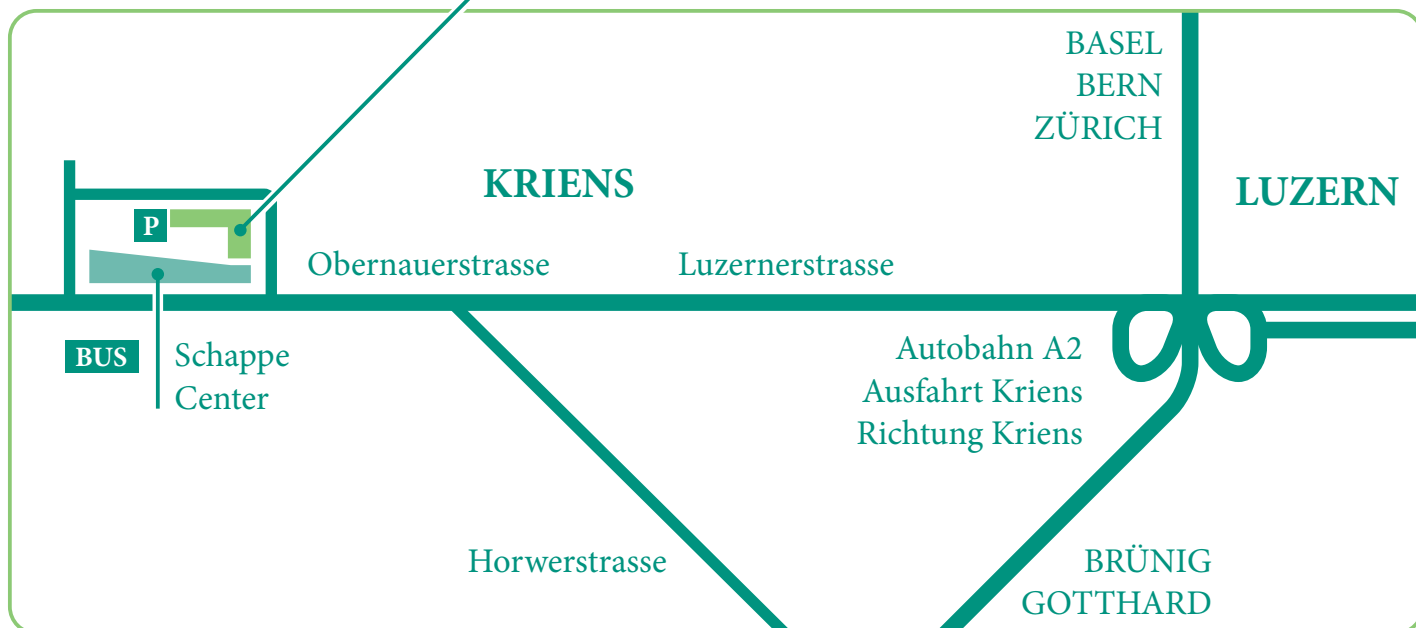 BASEL
BERN
ZÜRICH
KRIENS
LUZERN
P
Obernauerstrasse
Luzernerstrasse
BUS
Schappe
Center
Autobahn A2
Ausfahrt Kriens
Richtung Kriens
Horwerstrasse
BRÜNIG
GOTTHARD